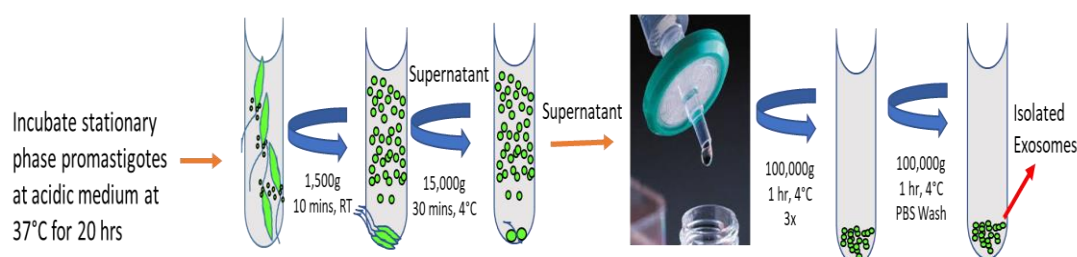 Incubate stationary
phase promastigotes
at acidic medium at
37°C for 20 hrs
1,500g
10 mins, RT
Supernatant
15,000g
30 mins, 4°C
Supernatant
100,000g
1 hr, 4°C
3x
100,000g
1 hr, 4°C
PBS Wash
Isolated
Exosomes